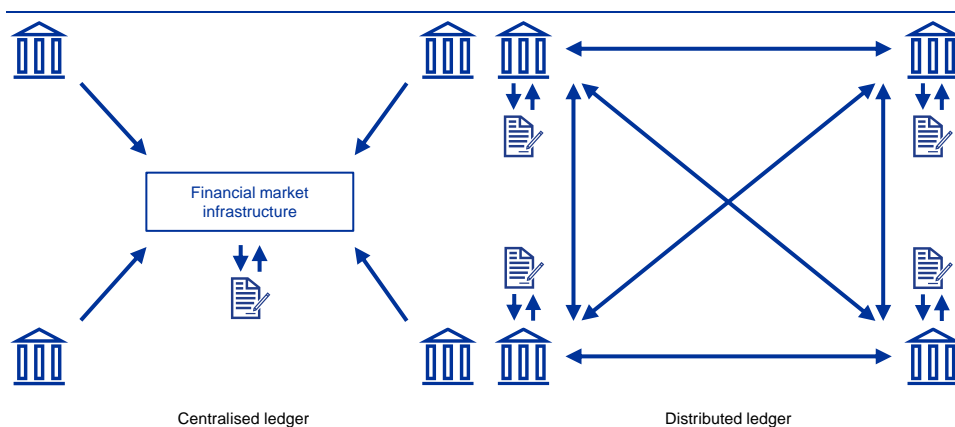 Financial market
infrastructure
Centralised ledger
Distributed ledger